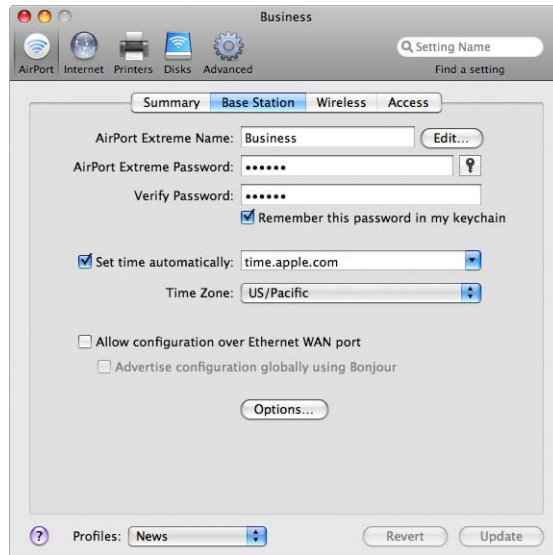 Business
Setting Name
AirPort Internet Printers Disks Advanced Find a setting
Summary Base Station Wireless Access
AirPort Extreme Name: Business Edit...
AirPort Extreme Password: ••••••
Verify Password: ••••••
Remember this password in my keychain
Set time automatically: time.apple.com
Time Zone: US/Pacific
Allow configuration over Ethernet WAN port
Advertise configuration globally using Bonjour
Options...
? Profiles: News Revert Update